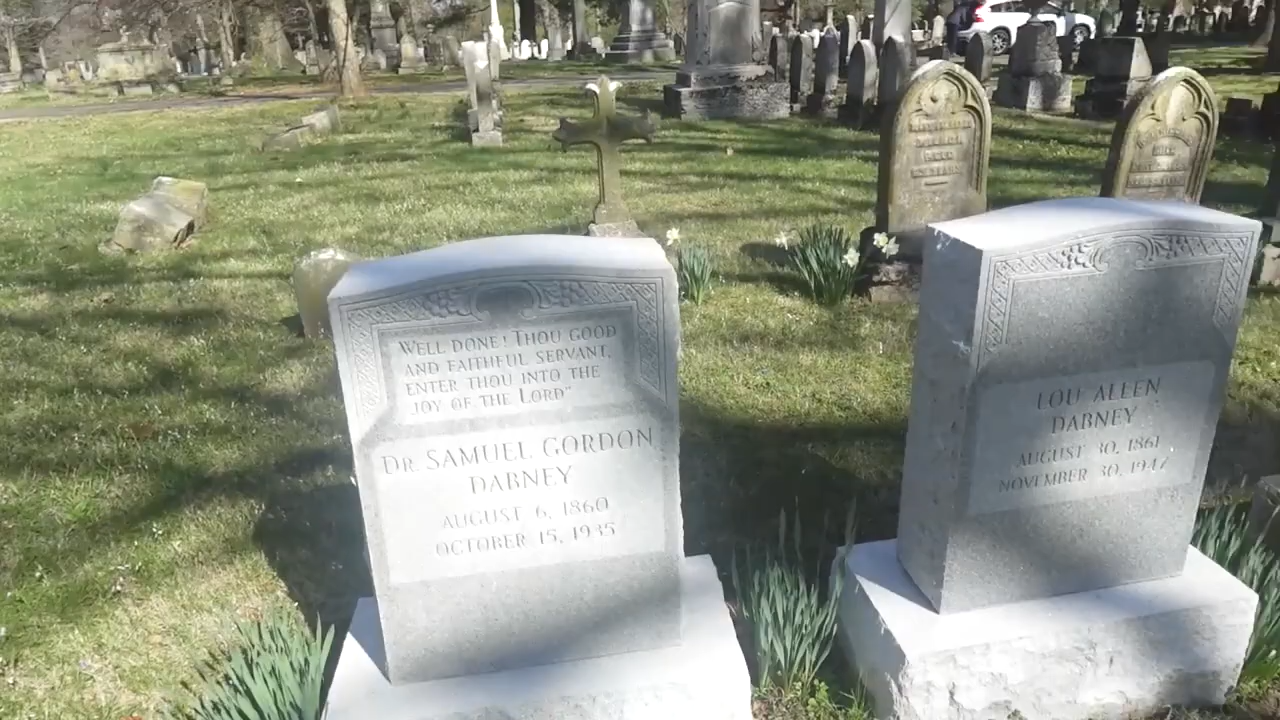 WELL DONE! THOU GOOD
AND FAITHFUL SERVANT,
ENTER THOU INTO THE
JOY OF THE LORD"
DR. SAMUEL GORDON
DABNEY
AUGUST 6, 1860
OCTOBER 15, 1935
LOU ALLEN
DABNEY
AUGUST 30, 1861
NOVEMBER 30, 1947